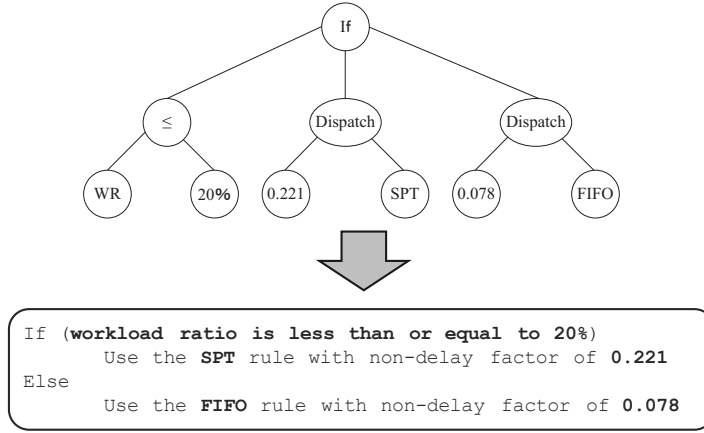 If
≤ Dispatch Dispatch
WR 20% 0.221 SPT 0.078 FIFO
If (workload ratio is less than or equal to 20%)
Use the SPT rule with non-delay factor of 0.221
Else
Use the FIFO rule with non-delay factor of 0.078